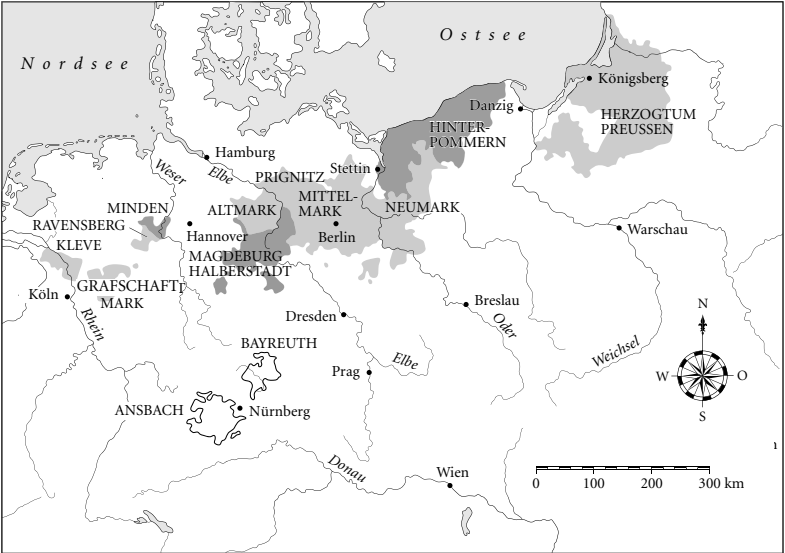 Nordsee
Ostsee
Königsberg
Danzig
HERZOGTUM
PREUSSEN
HINTER-
POMMERN
Hamburg
Weser
Elbe
Stettin
PRIGNITZ
MITTEL-
MARK
NEUMARK
Berlin
MINDEN
ALTMARK
RAVENSBERG
Hannover
KLEVE
MAGDEBURG
HALBERSTADT
Warschau
GRAFSCHAFT
MARK
Köln
Rhein
Dresden
Breslau
Oder
Weichsel
BAYREUTH
Prag
Elbe
ANSBACH
Nürnberg
Donau
Wien
N
W
O
S
0 100 200 300 km
1